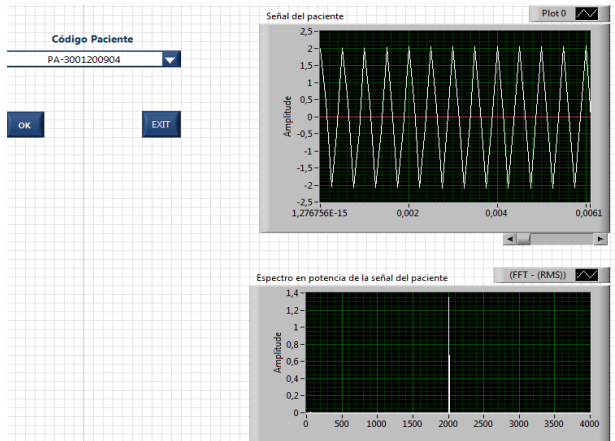 Código Paciente
PA-3001200904
OK
EXIT
Señal del paciente
Plot 0
Amplitude
2,5
2
1,5
1
0,5
0
-0,5
-1
-1,5
-2
-2,5
1,276756E-15
0,002
0,004
0,0061
Espectro en potencia de la señal del paciente
(FFT - (RMS))
Amplitude
1,4
1,2
1
0,8
0,6
0,4
0,2
0
0
500
1000
1500
2000
2500
3000
3500
4000